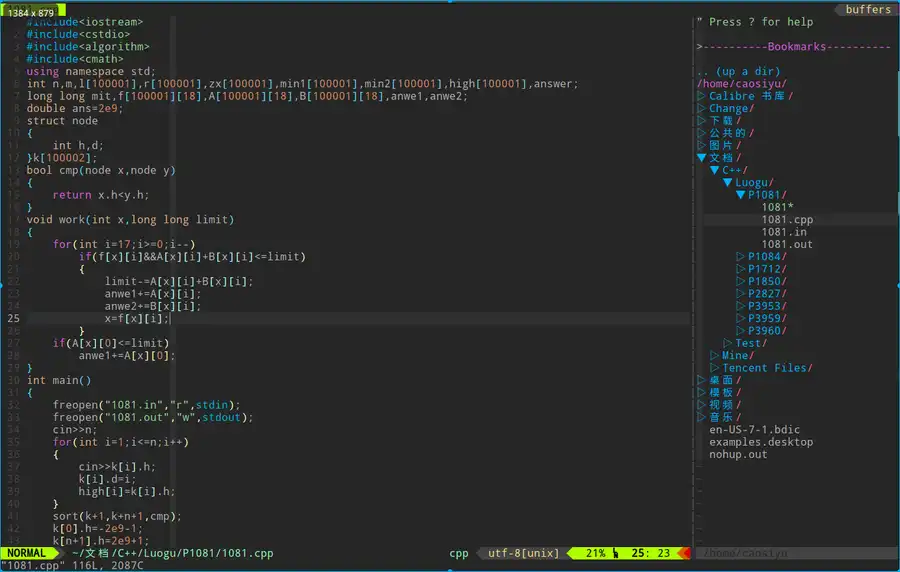 1384 x 879
buffers
#include<iostream>
2 #include<cstdio>
3 #include<algorithm>
4 #include<cmath>
5 using namespace std;
6 int n,m,l[100001],r[100001],zx[100001],min1[100001],min2[100001],high[100001],answer;
7 long long mit,f[100001][18],A[100001][18],B[100001][18],anwe1,anwe2;
8 double ans=2e9;
9 struct node
10 {
11     int h,d;
12 }k[100002];
13 bool cmp(node x,node y)
14 {
15     return x.h<y.h;
16 }
17 void work(int x,long long limit)
18 {
19     for(int i=17;i>=0;i--)
20         if(f[x][i]&&A[x][i]+B[x][i]<=limit)
21         {
22             limit-=A[x][i]+B[x][i];
23             anwe1+=A[x][i];
24             anwe2+=B[x][i];
25             x=f[x][i];
26         }
27     if(A[x][0]<=limit)
28         anwe1+=A[x][0];
29 }
30 int main()
31 {
32     freopen("1081.in","r",stdin);
33     freopen("1081.out","w",stdout);
34     cin>>n;
35     for(int i=1;i<=n;i++)
36     {
37         cin>>k[i].h;
38         k[i].d=i;
39         high[i]=k[i].h;
40     }
41     sort(k+1,k+n+1,cmp);
42     k[0].h=-2e9-1;
43     k[n+1].h=2e9+1;
NORMAL ~/文档/C++/Luogu/P1081/1081.cpp cpp utf-8[unix] 21% 25: 23
"1081.cpp" 116L, 2087C
" Press ? for help
>----------Bookmarks----------
.. (up a dir)
/home/caosiyu/
▷Calibre 书库/
▷Change/
▷下载/
▷公共的/
▷图片/
▼文档/
▼C++/
▼Luogu/
▼P1081/
1081*
1081.cpp
1081.in
1081.out
▷P1084/
▷P1712/
▷P1850/
▷P2827/
▷P3953/
▷P3959/
▷P3960/
▷Test/
▷Mine/
▷Tencent Files/
▷桌面/
▷模板/
▷视频/
▷音乐/
en-US-7-1.bdic
examples.desktop
nohup.out
/home/caosiyu